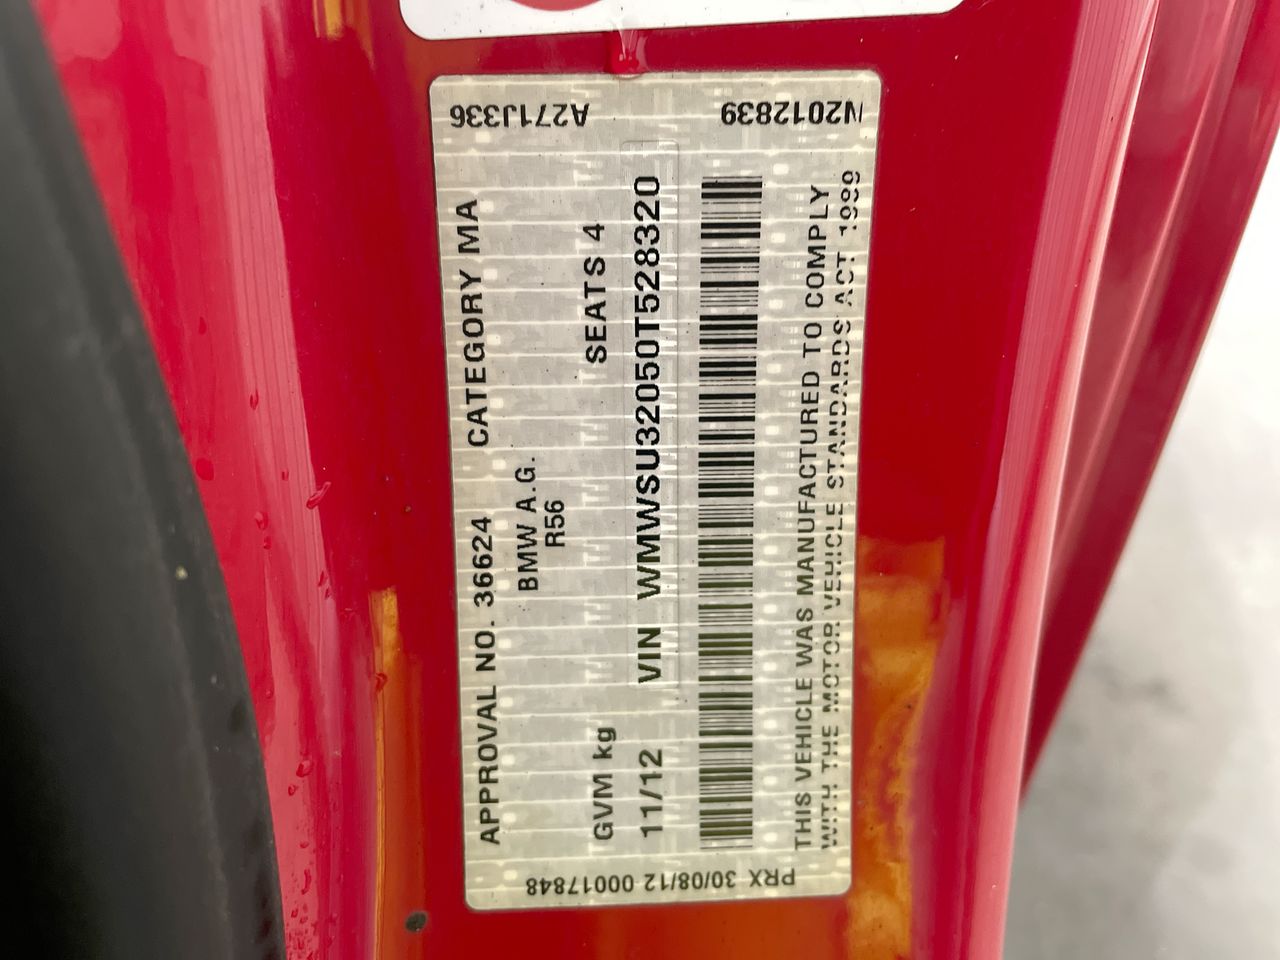 APPROVAL NO. 36624 CATEGORY MA
BMW A.G.
R56
GVM kg SEATS 4
11/12 VIN WMWSU32050T528320
THIS VEHICLE WAS MANUFACTURED TO COMPLY
WITH THE MOTOR VEHICLE STANDARDS ACT 1989
A271J336
N2012839
PRX 30/08/12 00017848